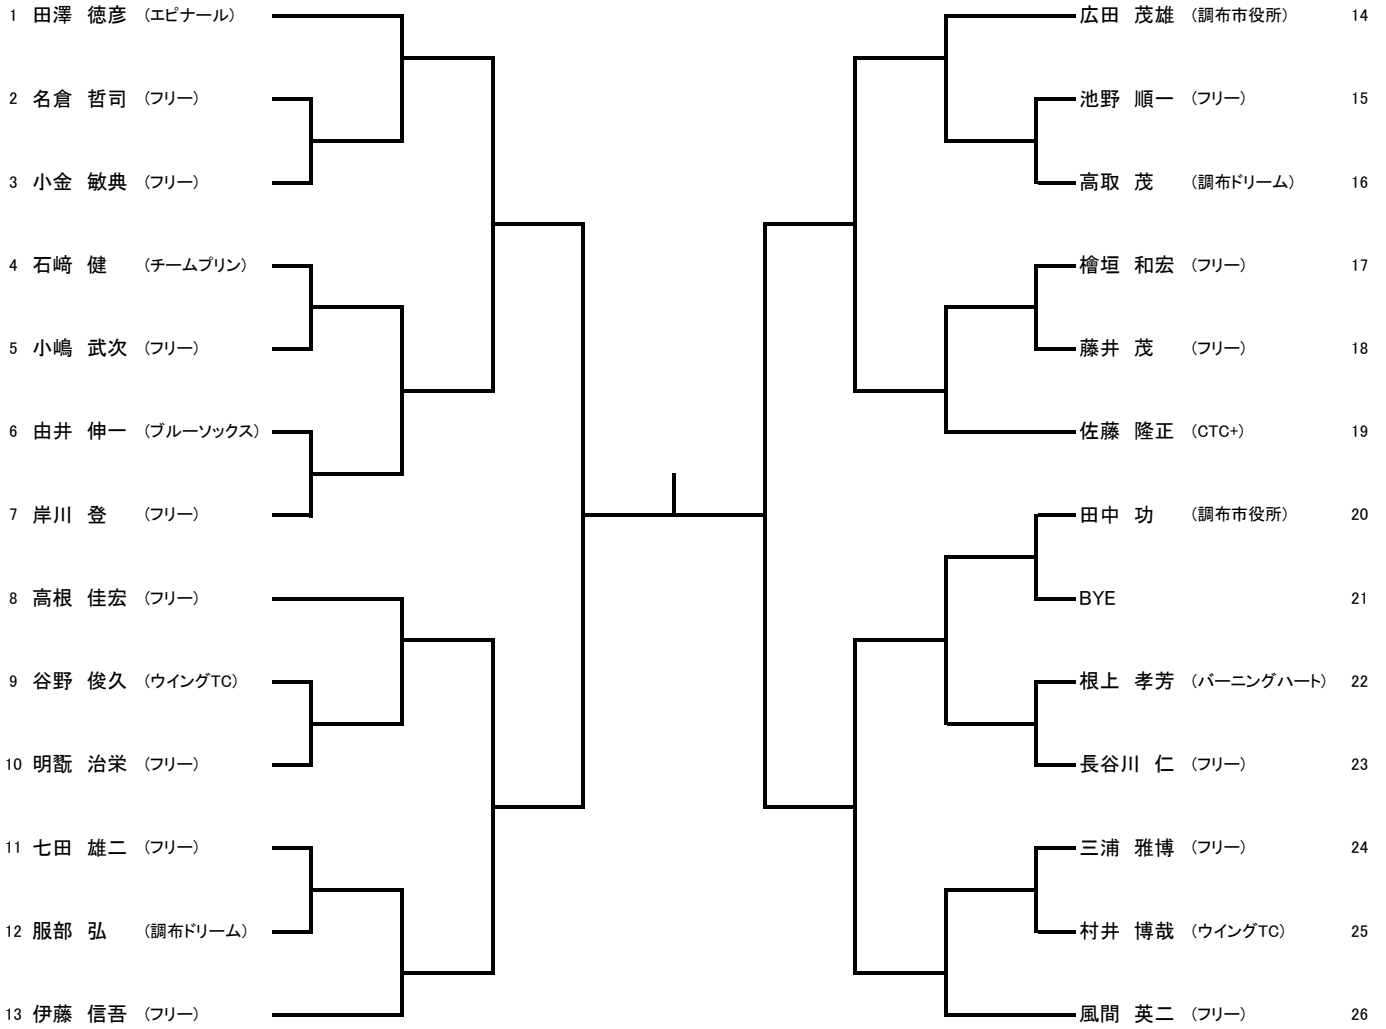 1 田澤 徳彦 (エピナール)
2 名倉 哲司 (フリー)
3 小金 敏典 (フリー)
4 石﨑 健 (チームプリン)
5 小嶋 武次 (フリー)
6 由井 伸一 (ブルーソックス)
7 岸川 登 (フリー)
8 高根 佳宏 (フリー)
9 谷野 俊久 (ウイングTC)
10 明翫 治栄 (フリー)
11 七田 雄二 (フリー)
12 服部 弘 (調布ドリーム)
13 伊藤 信吾 (フリー)
広田 茂雄 (調布市役所) 14
池野 順一 (フリー) 15
高取 茂 (調布ドリーム) 16
檜垣 和宏 (フリー) 17
藤井 茂 (フリー) 18
佐藤 隆正 (CTC+) 19
田中 功 (調布市役所) 20
BYE 21
根上 孝芳 (バーニングハート) 22
長谷川 仁 (フリー) 23
三浦 雅博 (フリー) 24
村井 博哉 (ウイングTC) 25
風間 英二 (フリー) 26